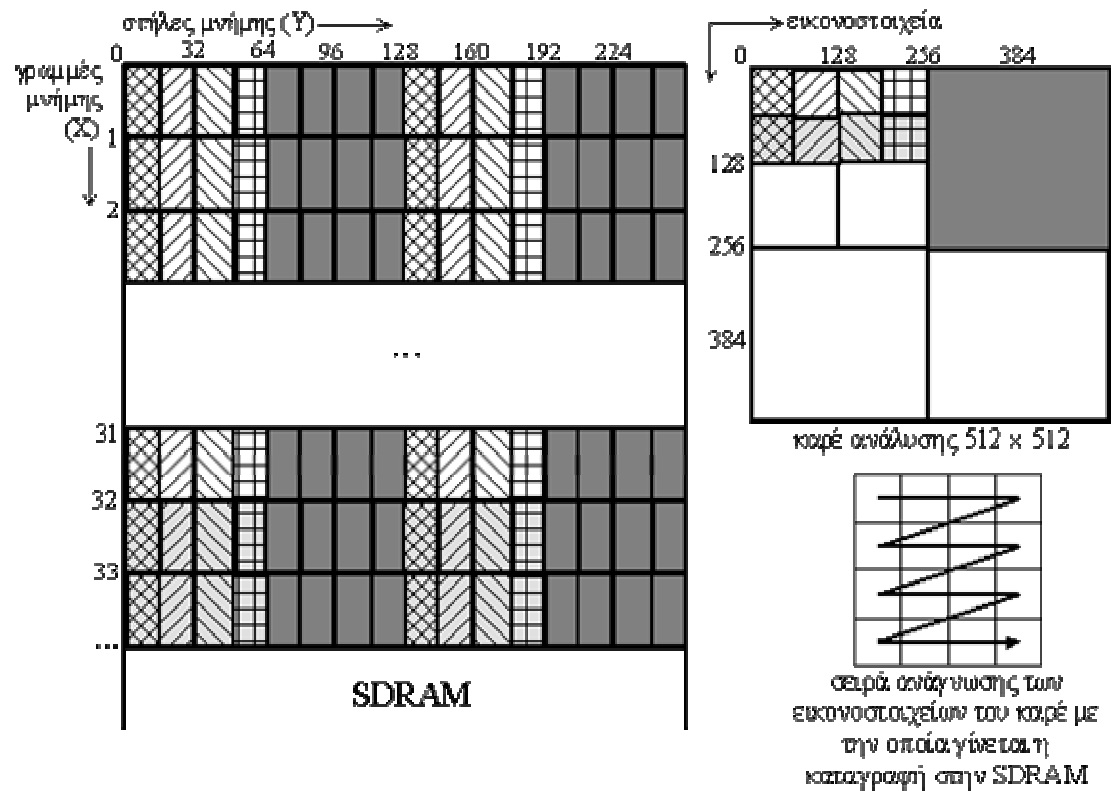 στήλες μνήμης (Y)
0 32 64 96 128 160 192 224
γραμμές
μνήμης
(X)
1
2
...
31
32
33
...
SDRAM
εικονοστοιχεία
0 128 256 384
128
256
384
καρέ ανάλυσης 512 x 512
σειρά ανάγνωσης των
εικονοστοιχείων του καρέ με
την οποία γίνεται η
καταγραφή στην SDRAM